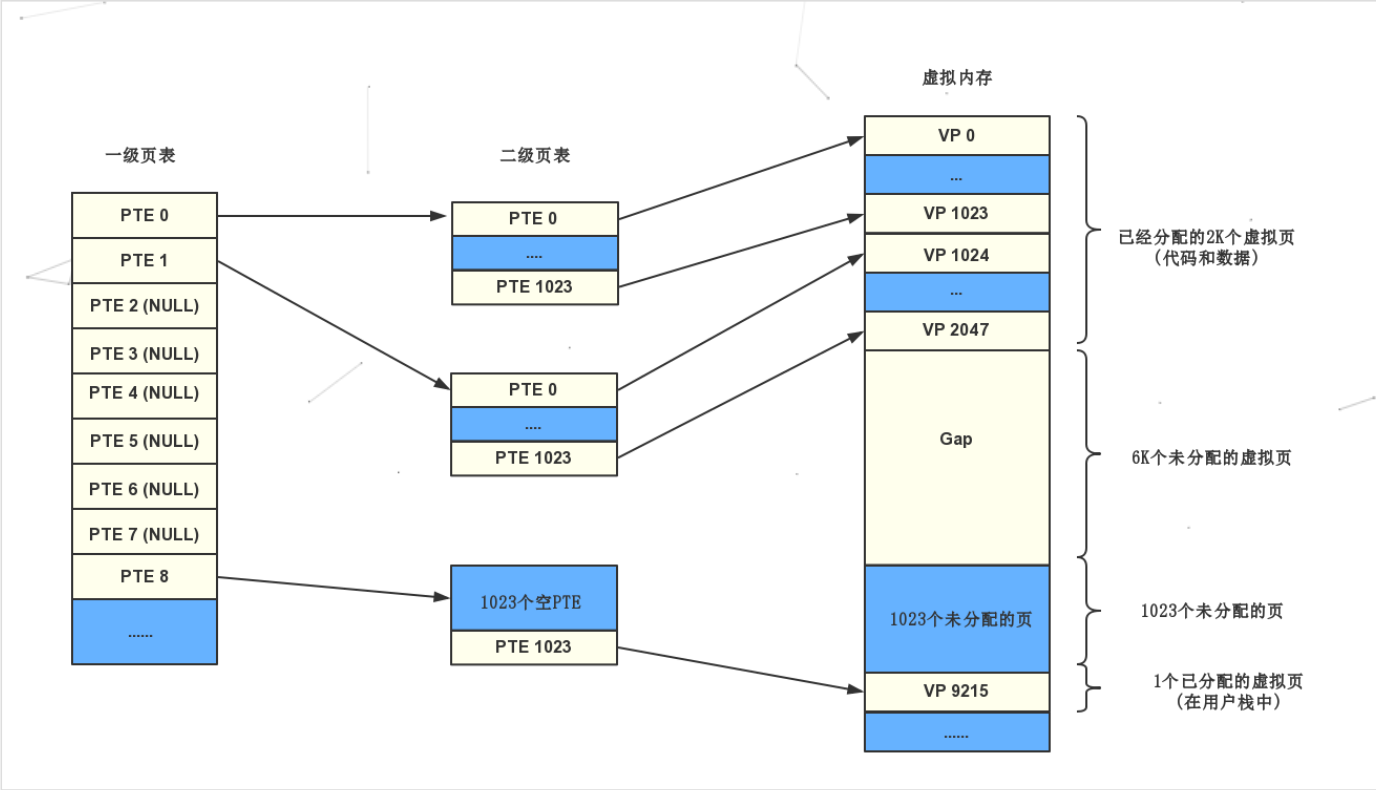 虚拟内存
一级页表
二级页表
PTE 0
PTE 1
PTE 2 (NULL)
PTE 3 (NULL)
PTE 4 (NULL)
PTE 5 (NULL)
PTE 6 (NULL)
PTE 7 (NULL)
PTE 8
......
PTE 0
....
PTE 1023
PTE 0
....
PTE 1023
1023个空PTE
PTE 1023
VP 0
...
VP 1023
VP 1024
...
VP 2047
Gap
1023个未分配的页
VP 9215
......
已经分配的2K个虚拟页
(代码和数据)
6K个未分配的虚拟页
1023个未分配的页
1个已分配的虚拟页
(在用户栈中)